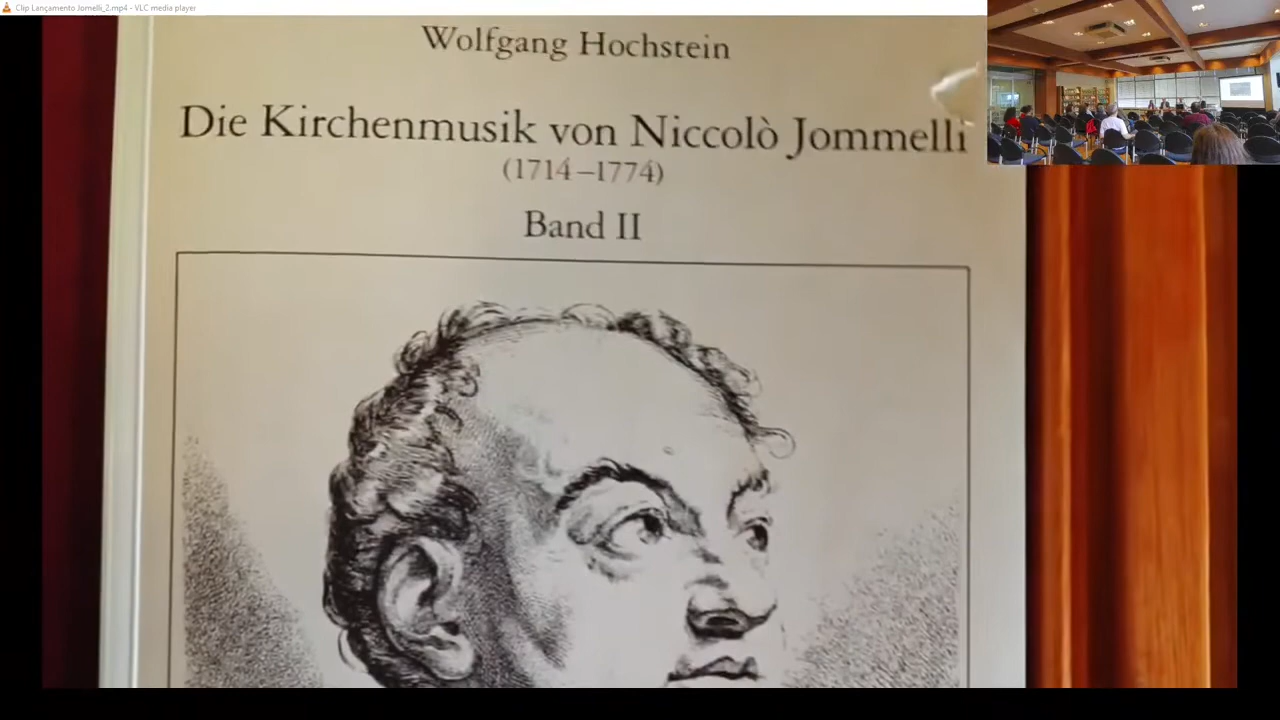 Clip Lançamento Jomelli_2.mp4 - VLC media player
Wolfgang Hochstein
Die Kirchenmusik von Niccolò Jommelli
(1714–1774)
Band II